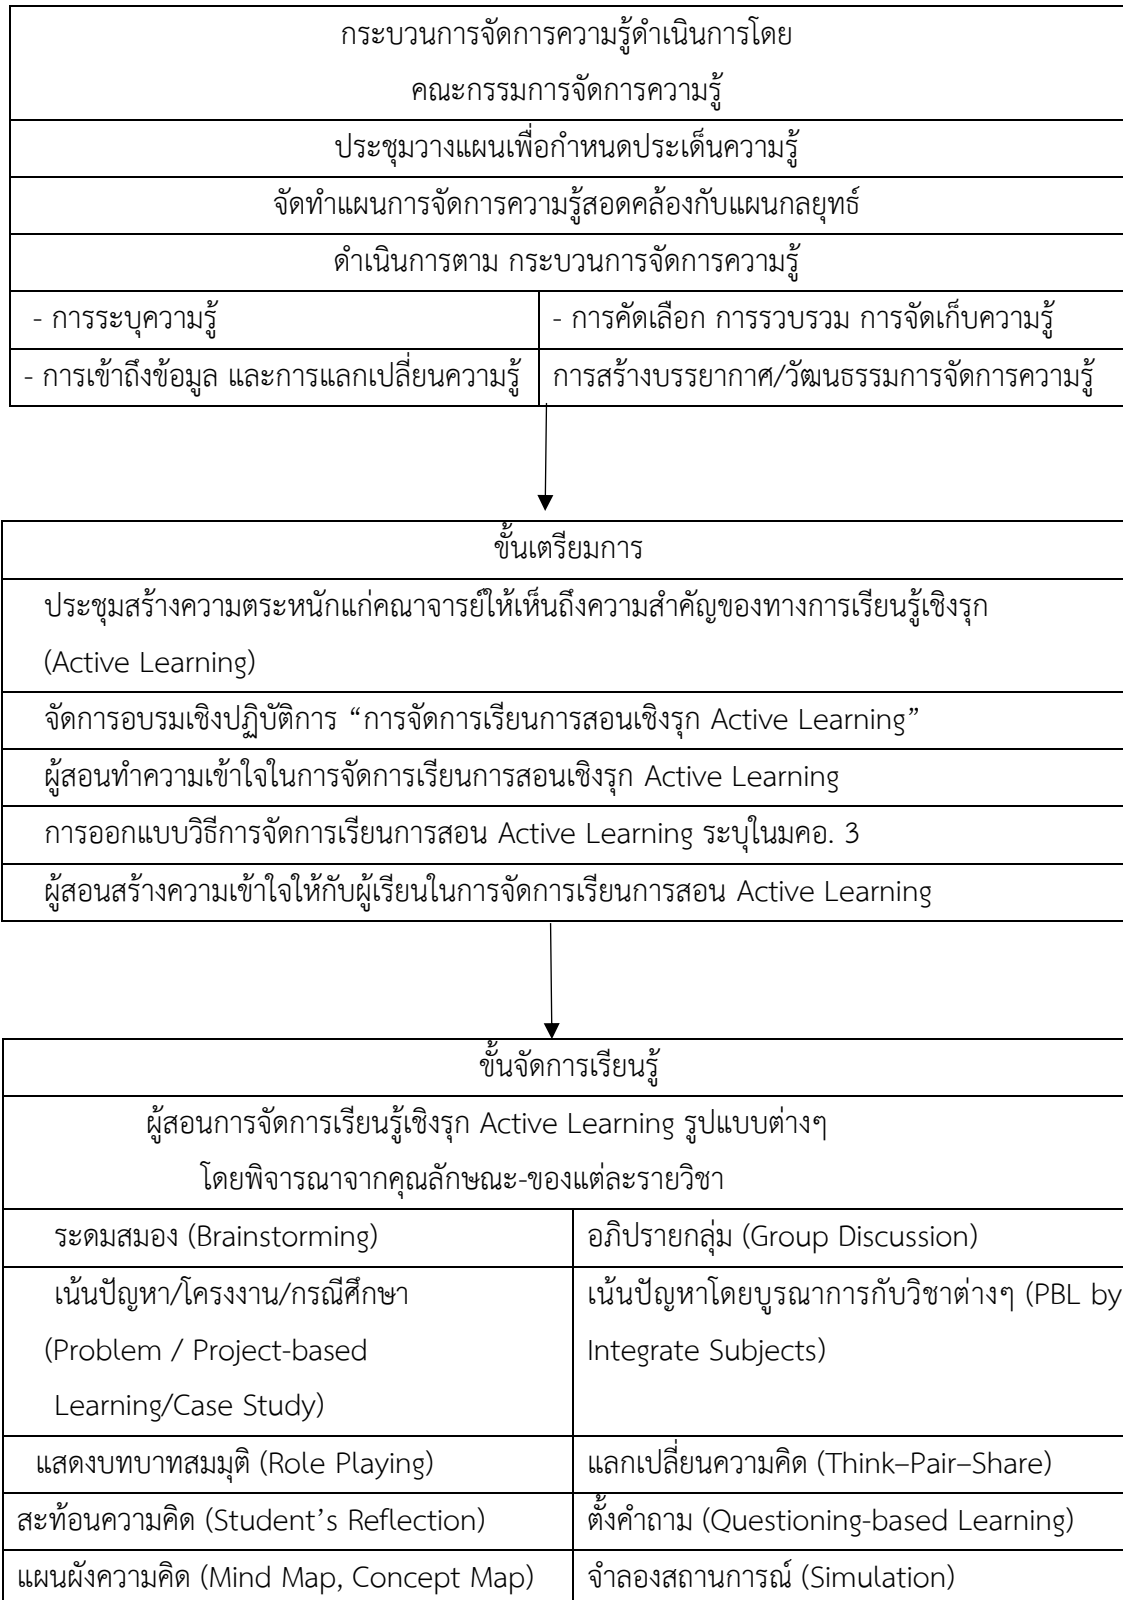 กระบวนการจัดการความรู้ดำเนินการโดย
คณะกรรมการจัดการความรู้
ประชุมวางแผนเพื่อกำหนดประเด็นความรู้
จัดทำแผนการจัดการความรู้สอดคล้องกับแผนกลยุทธ์
ดำเนินการตาม กระบวนการจัดการความรู้
- การระบุความรู้
- การคัดเลือก การรวบรวม การจัดเก็บความรู้
- การเข้าถึงข้อมูล และการแลกเปลี่ยนความรู้
การสร้างบรรยากาศ/วัฒนธรรมการจัดการความรู้
ขั้นเตรียมการ
ประชุมสร้างความตระหนักแก่คณาจารย์ให้เห็นถึงความสำคัญของทางการเรียนรู้เชิงรุก
(Active Learning)
จัดการอบรมเชิงปฏิบัติการ “การจัดการเรียนการสอนเชิงรุก Active Learning”
ผู้สอนทำความเข้าใจในการจัดการเรียนการสอนเชิงรุก Active Learning
การออกแบบวิธีการจัดการเรียนการสอน Active Learning ระบุในมคอ. 3
ผู้สอนสร้างความเข้าใจให้กับผู้เรียนในการจัดการเรียนการสอน Active Learning
ขั้นจัดการเรียนรู้
ผู้สอนการจัดการเรียนรู้เชิงรุก Active Learning รูปแบบต่างๆ
โดยพิจารณาจากคุณลักษณะ-ของแต่ละรายวิชา
ระดมสมอง (Brainstorming)
อภิปรายกลุ่ม (Group Discussion)
เน้นปัญหา/โครงงาน/กรณีศึกษา
(Problem / Project-based
Learning/Case Study)
เน้นปัญหาโดยบูรณาการกับวิชาต่างๆ (PBL by
Integrate Subjects)
แสดงบทบาทสมมุติ (Role Playing)
แลกเปลี่ยนความคิด (Think–Pair–Share)
สะท้อนความคิด (Student’s Reflection)
ตั้งคำถาม (Questioning-based Learning)
แผนผังความคิด (Mind Map, Concept Map)
จำลองสถานการณ์ (Simulation)